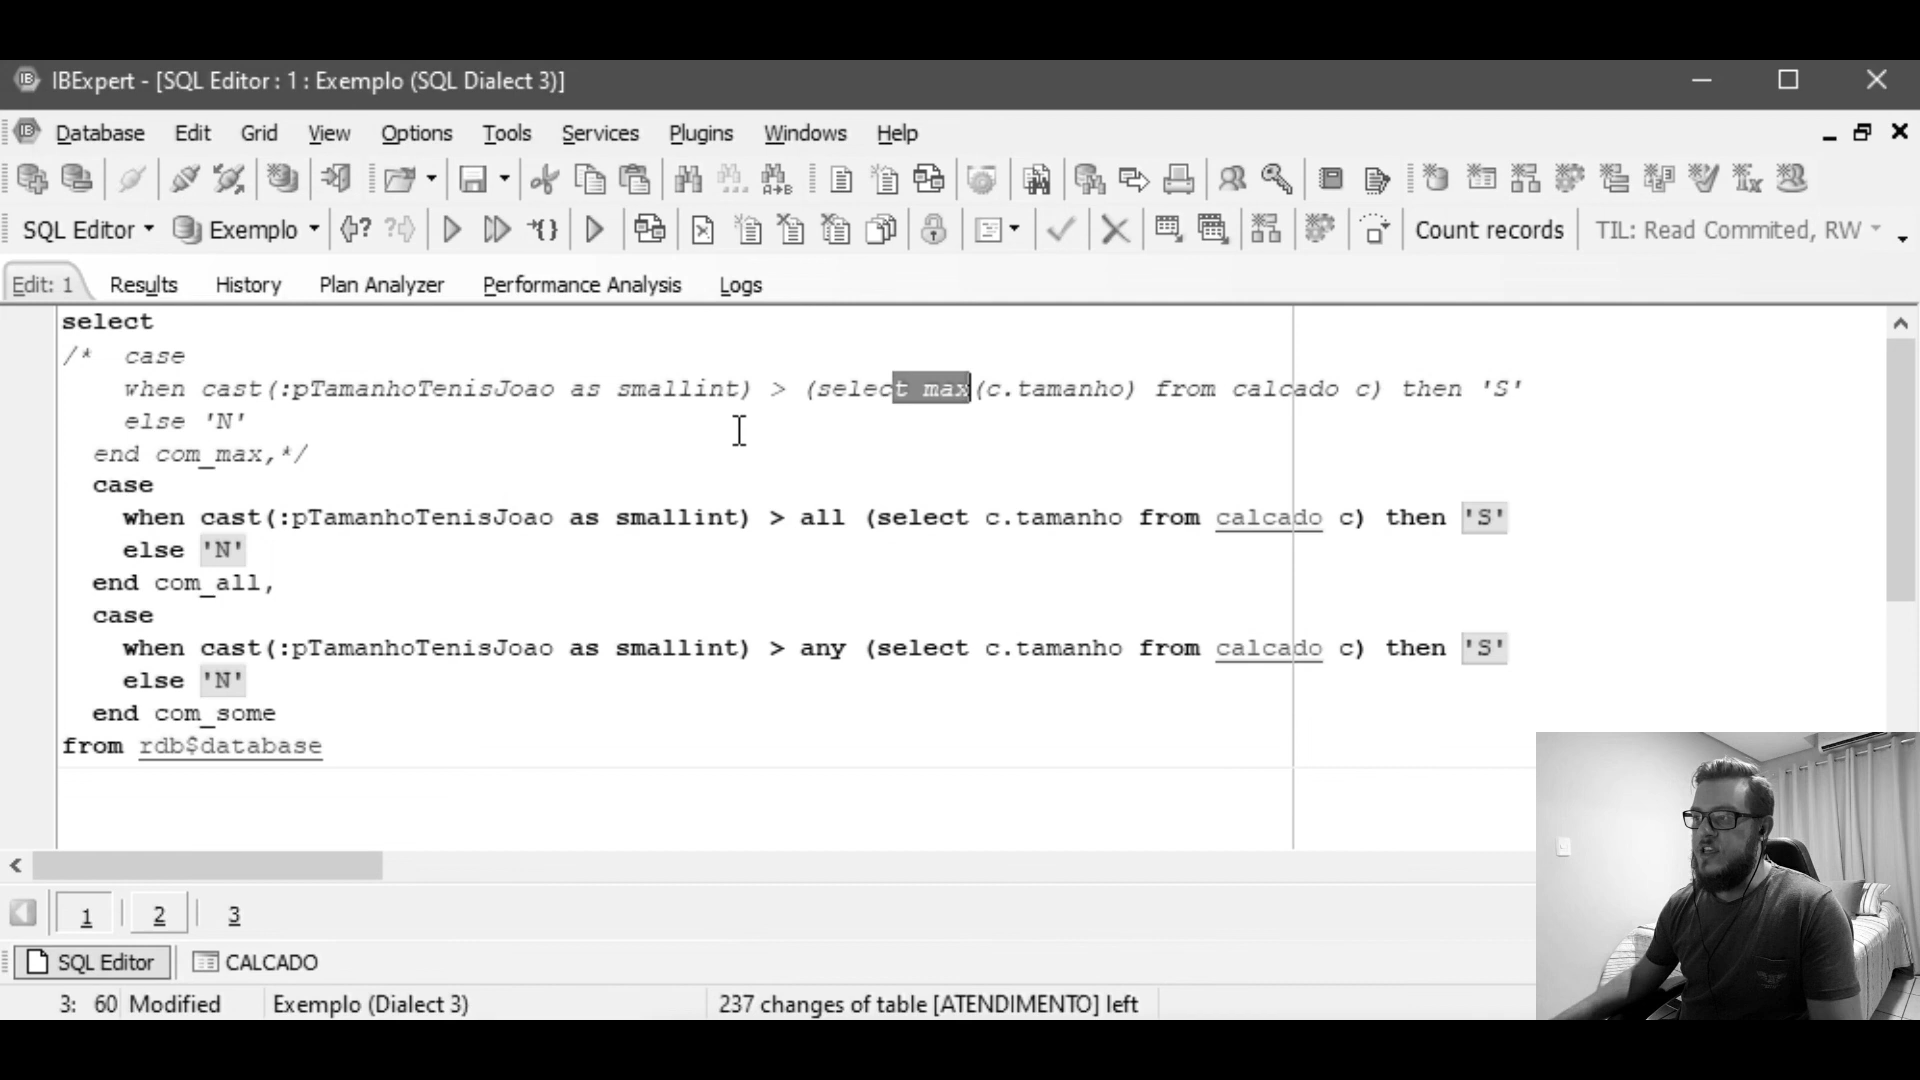 IBExpert - [SQL Editor : 1 : Exemplo (SQL Dialect 3)]
Database Edit Grid View Options Tools Services Plugins Windows Help
SQL Editor Exemplo Count records TIL: Read Commited, RW
Edit: 1 Results History Plan Analyzer Performance Analysis Logs
select
/* case
when cast(:pTamanhoTenisJoao as smallint) > (select max(c.tamanho) from calcado c) then 'S'
else 'N'
end com_max,*/
case
when cast(:pTamanhoTenisJoao as smallint) > all (select c.tamanho from calcado c) then 'S'
else 'N'
end com_all,
case
when cast(:pTamanhoTenisJoao as smallint) > any (select c.tamanho from calcado c) then 'S'
else 'N'
end com_some
from rdb$database
1 2 3
SQL Editor CALCADO
3: 60 Modified Exemplo (Dialect 3) 237 changes of table [ATENDIMENTO] left